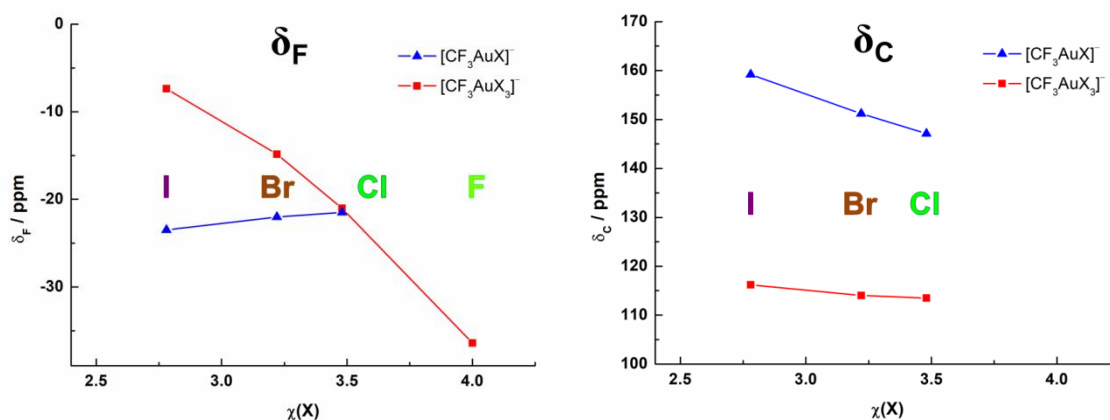 δF
0
-10
-20
-30
δF / ppm
2.5 3.0 3.5 4.0
χ(X)
[CF3AuX]−
[CF3AuX3]−
I Br Cl F
δC
170
160
150
140
130
120
110
100
δC / ppm
2.5 3.0 3.5 4.0
χ(X)
[CF3AuX]−
[CF3AuX3]−
I Br Cl